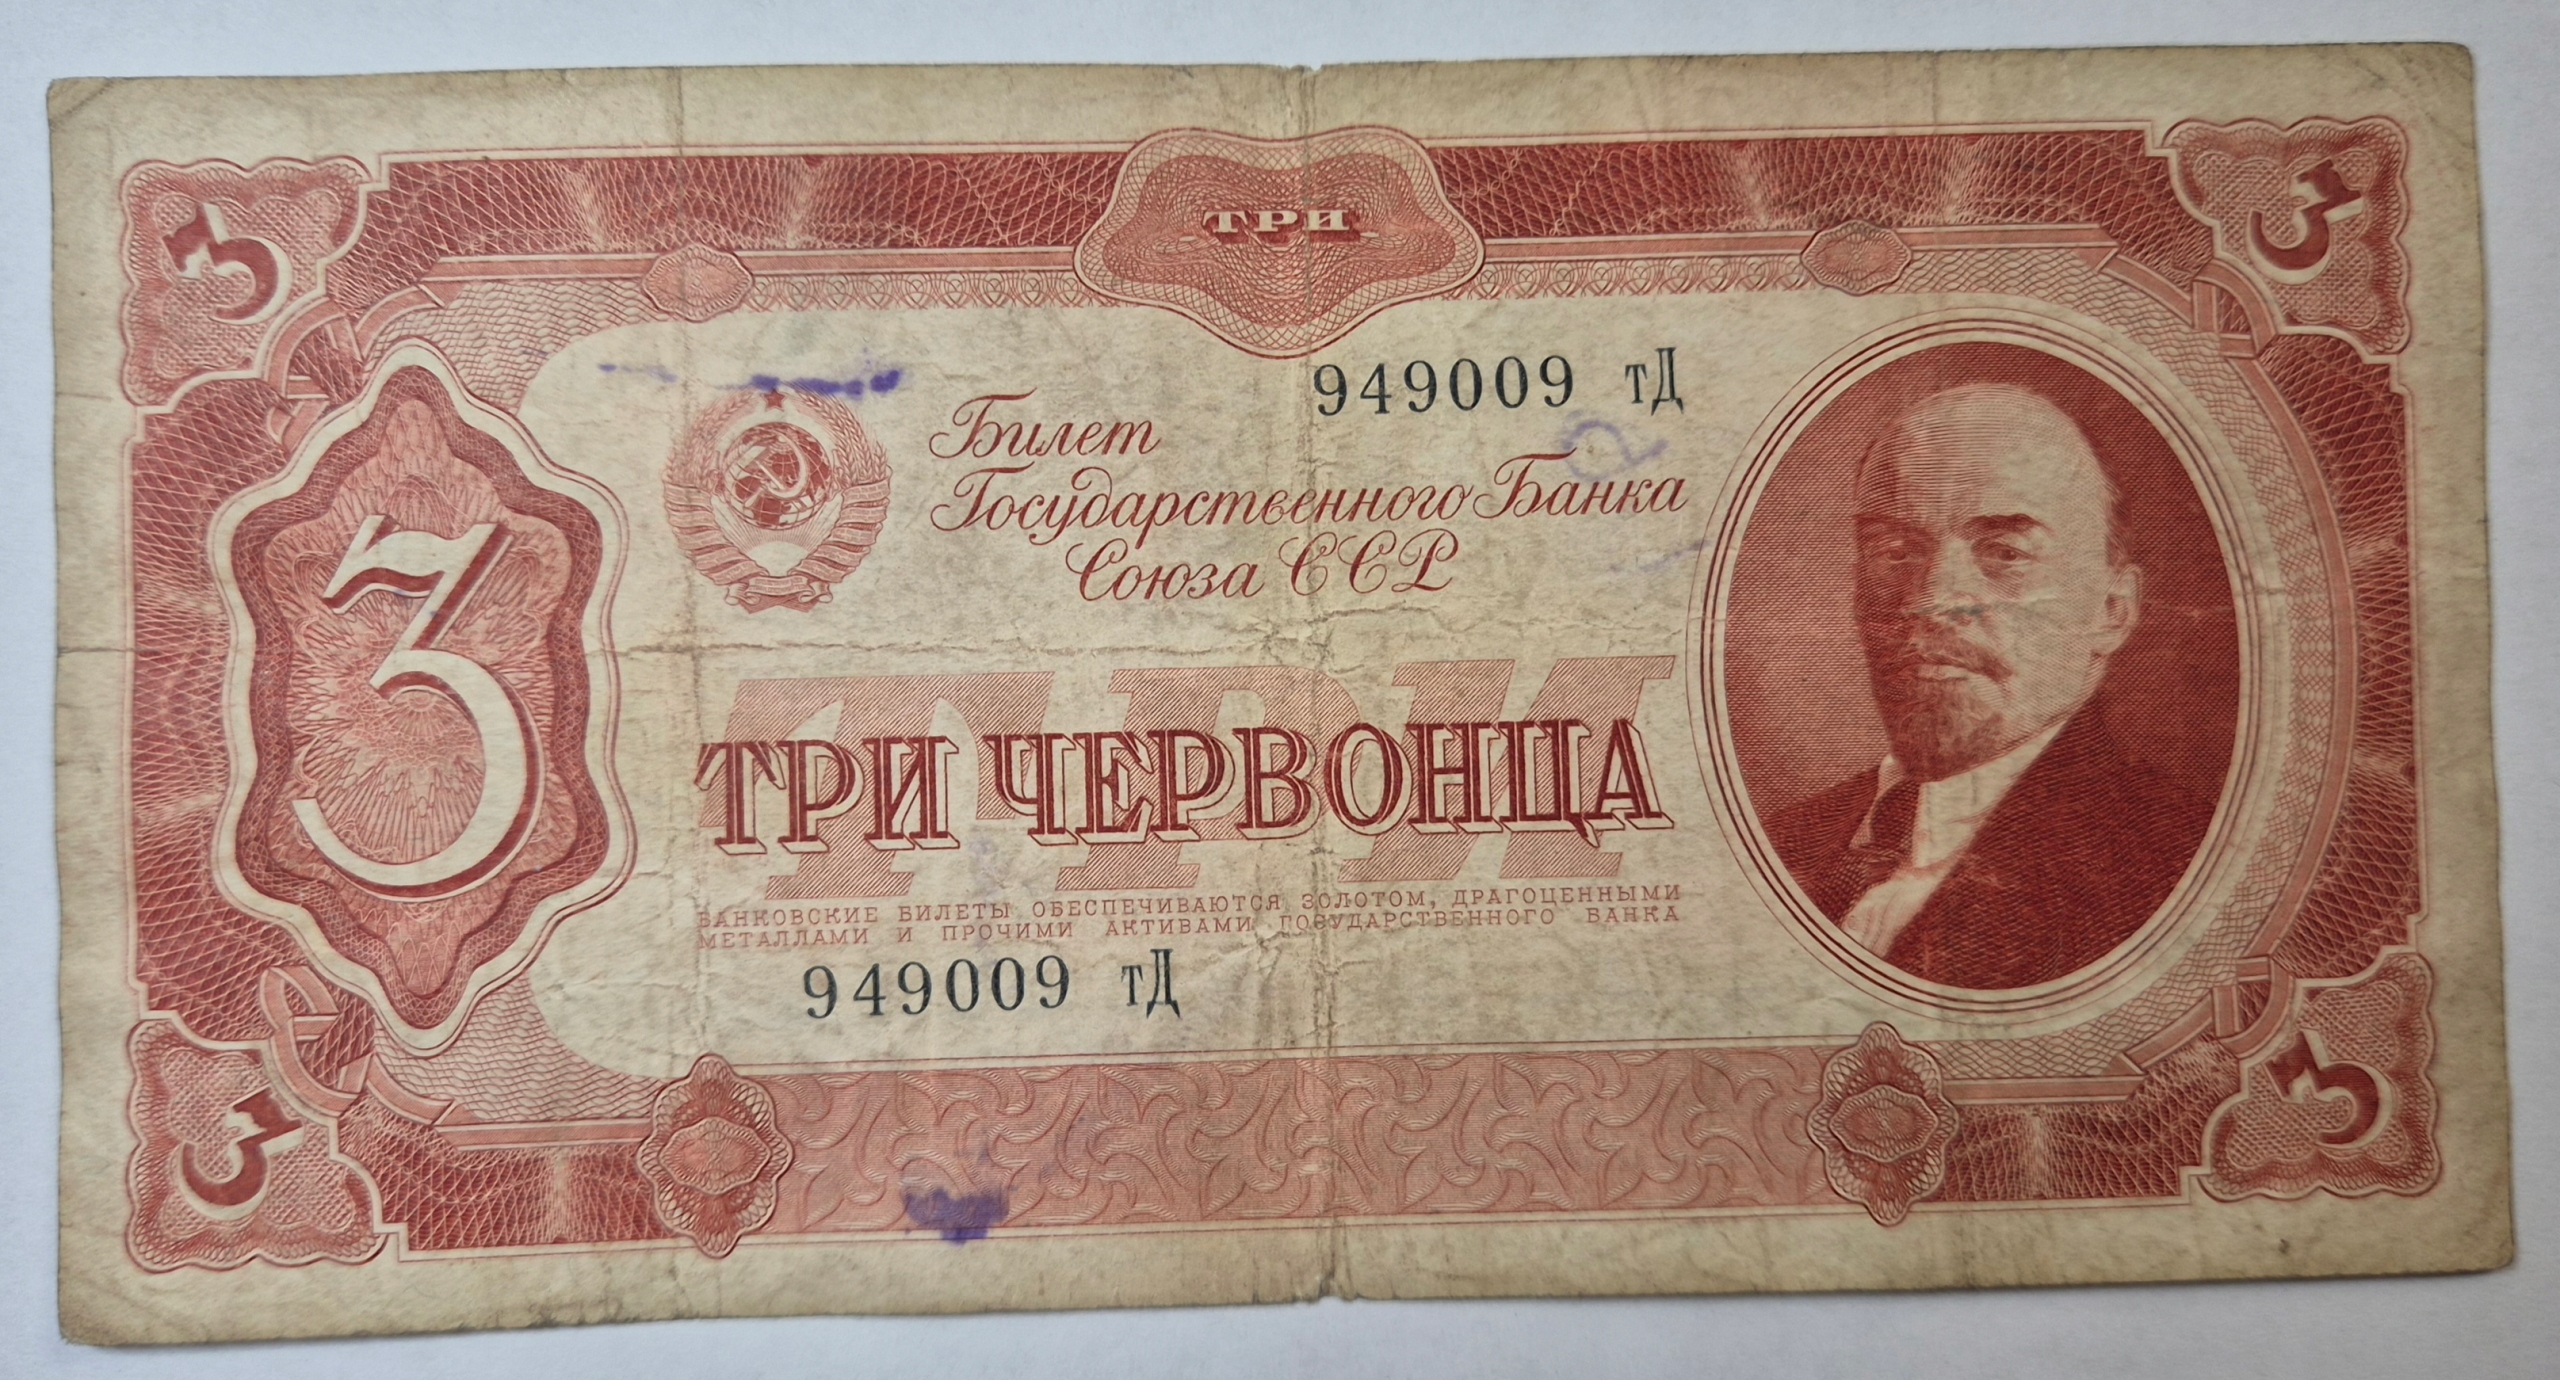 3
ТРИ
3
949009 тД
Билет
Государственного Банка
Союза ССР
3
ТРИ
ТРИ ЧЕРВОНЦА
БАНКОВСКИЕ БИЛЕТЫ ОБЕСПЕЧИВАЮТСЯ ЗОЛОТОМ, ДРАГОЦЕННЫМИ
МЕТАЛЛАМИ И ПРОЧИМИ АКТИВАМИ ГОСУДАРСТВЕННОГО БАНКА
949009 тД
3
3